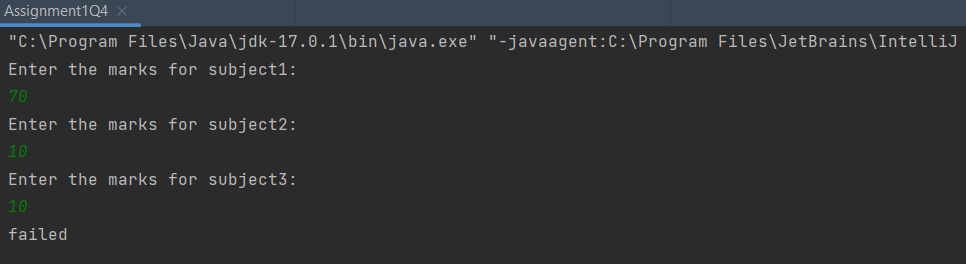 Assignment1Q4
"C:\Program Files\Java\jdk-17.0.1\bin\java.exe" "-javaagent:C:\Program Files\JetBrains\IntelliJ
Enter the marks for subject1:
70
Enter the marks for subject2:
10
Enter the marks for subject3:
10
failed